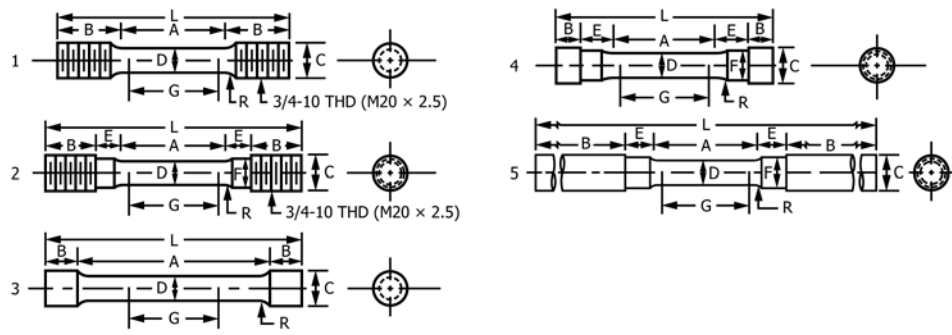 L
B A B
1 D C
G
R
3/4-10 THD (M20 × 2.5)
L
B E A E B
2 D F C
G
R
3/4-10 THD (M20 × 2.5)
L
B A B
3 D C
G
R
L
B E A E B
4 D F C
G
R
L
B E A E B
5 D F C
G
R